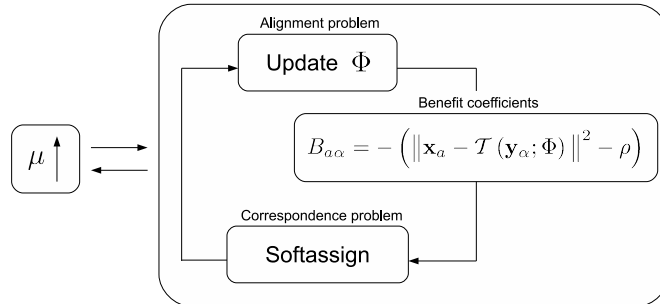 Alignment problem
Update Φ
Benefit coefficients
B_{aα} = − ( ‖x_a − 𝒯 (y_α; Φ) ‖² − ρ )
μ ↑
Correspondence problem
Softassign